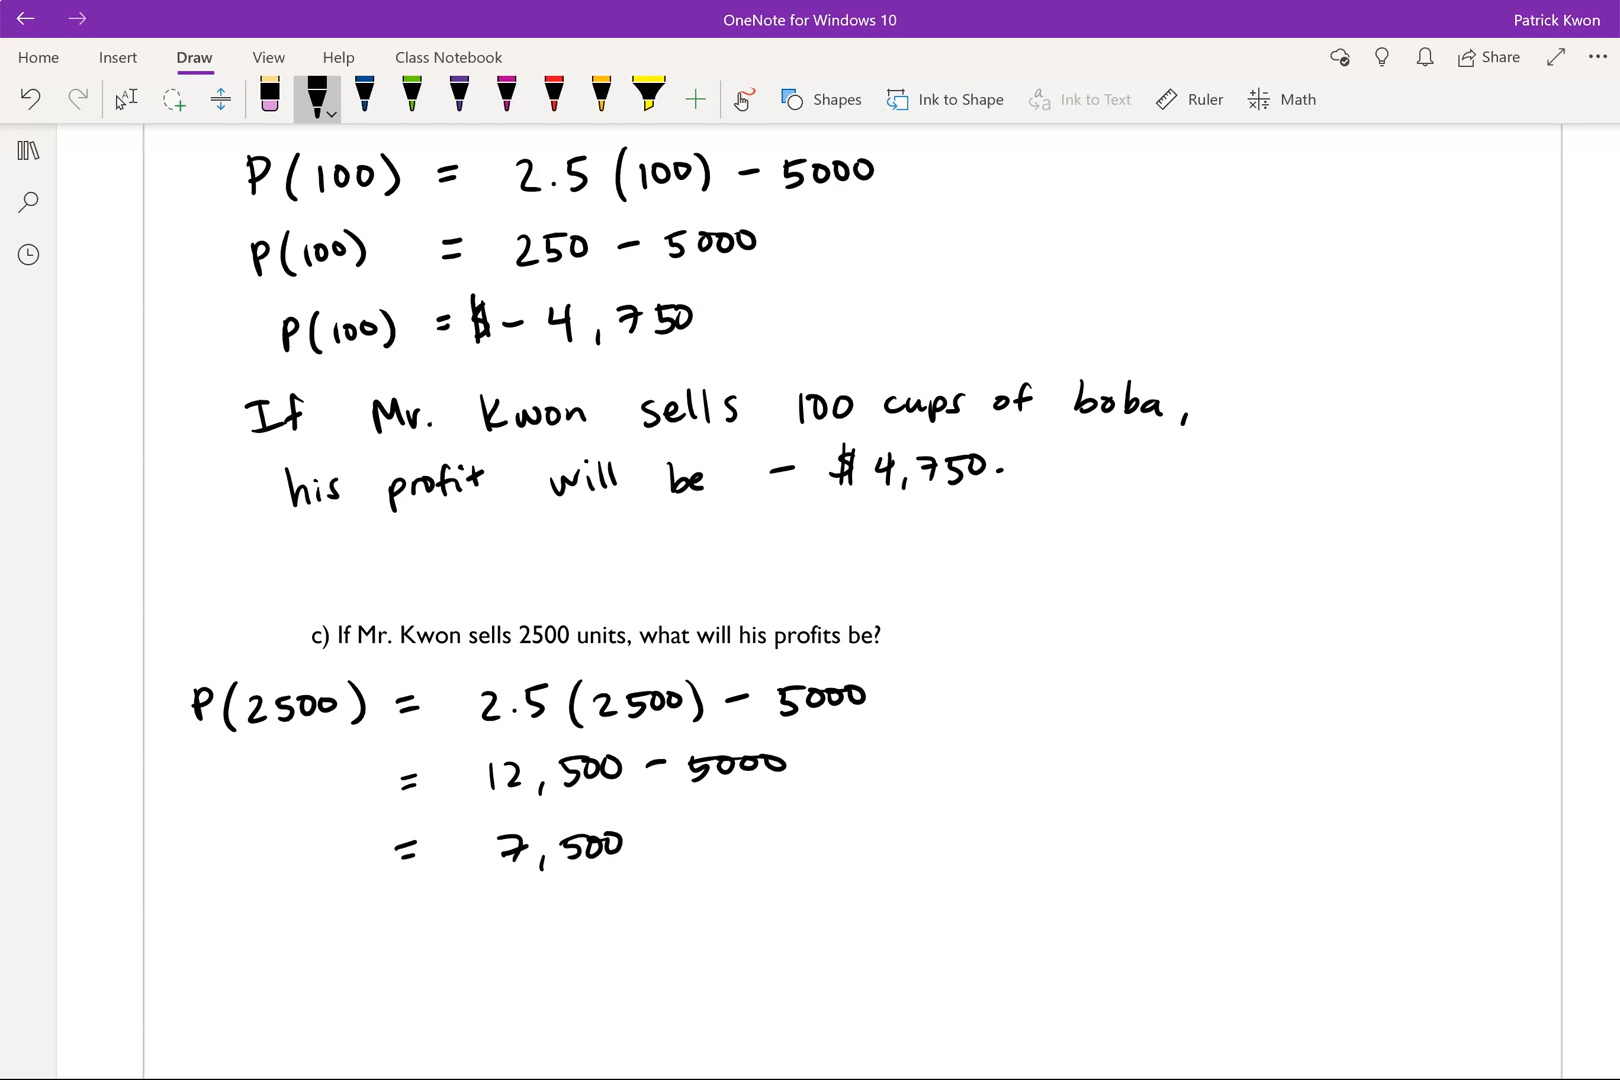 OneNote for Windows 10
Patrick Kwon
Home Insert Draw View Help Class Notebook Share
Shapes Ink to Shape Ink to Text Ruler Math
P(100) = 2.5 (100) - 5000
P(100) = 250 - 5000
P(100) = $ - 4,750
If Mr. Kwon sells 100 cups of boba,
his profit will be - $ 4,750.
c) If Mr. Kwon sells 2500 units, what will his profits be?
P(2500) = 2.5 (2500) - 5000
= 12,500 - 5000
= 7,500